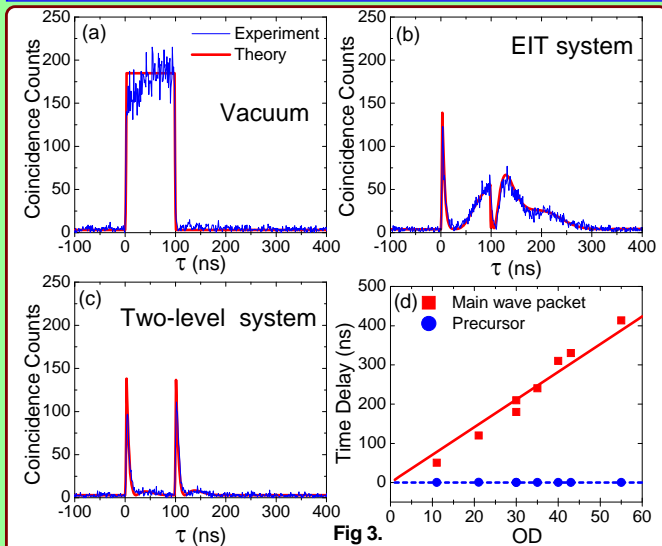 (a)
Experiment
Theory
Vacuum
Coincidence Counts
250
200
150
100
50
0
-100 0 100 200 300 400
τ (ns)
(b)
EIT system
Coincidence Counts
250
200
150
100
50
0
-100 0 100 200 300 400
τ (ns)
(c)
Two-level system
Coincidence Counts
250
200
150
100
50
0
-100 0 100 200 300 400
τ (ns)
(d)
Main wave packet
Precursor
Time Delay (ns)
500
400
300
200
100
0
0 10 20 30 40 50 60
OD
Fig 3.